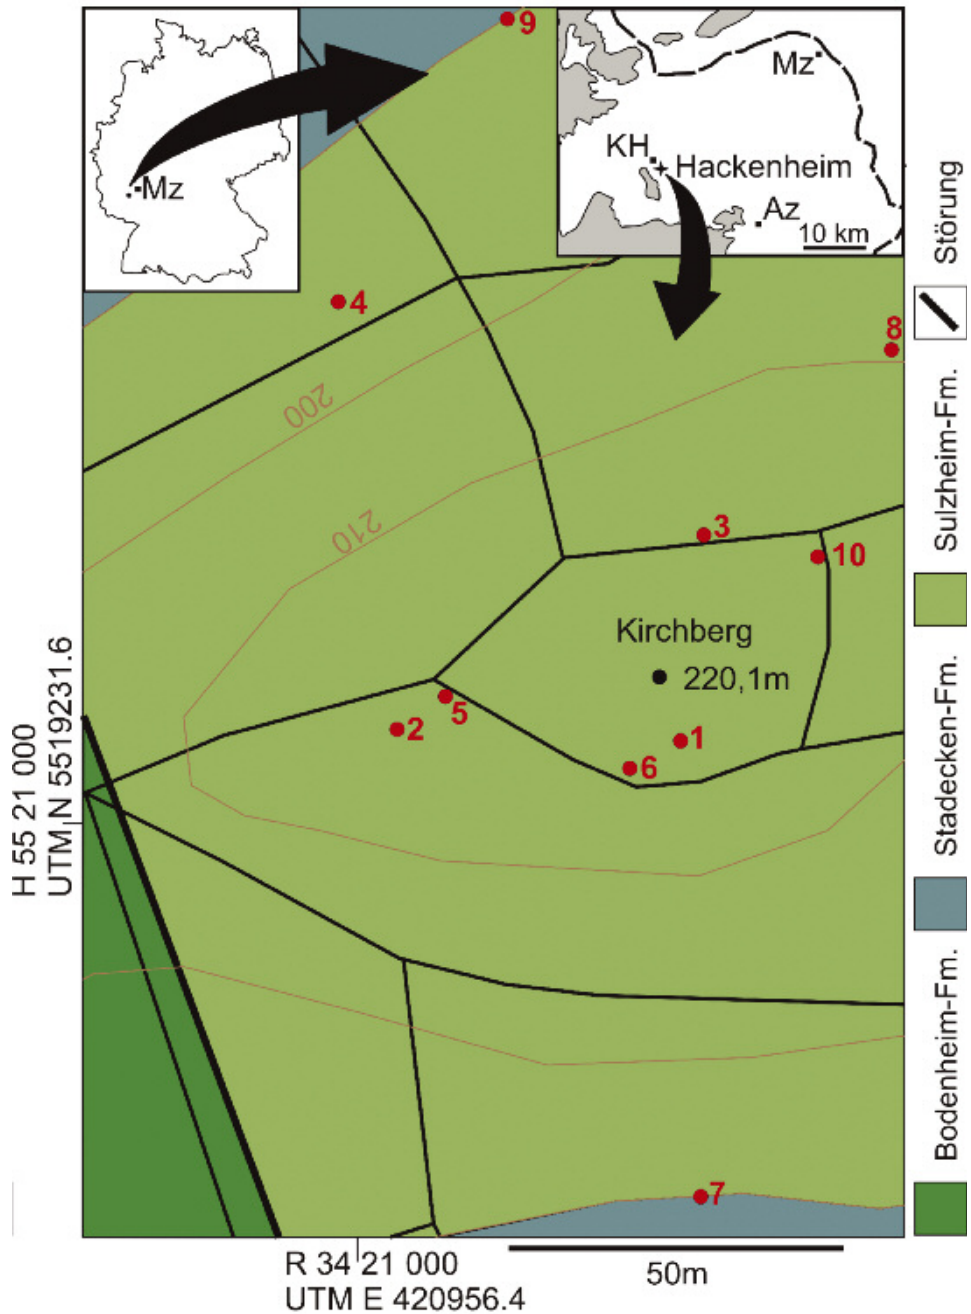 9
Mz
Mz
KH
Hackenheim
Az
10 km
4
8
200
210
3
10
Kirchberg
220,1m
5
2
1
6
7
H 55 21 000
UTM N 5519231.6
R 34 21 000
UTM E 420956.4
50m
Störung
Sulzheim-Fm.
Stadecken-Fm.
Bodenheim-Fm.